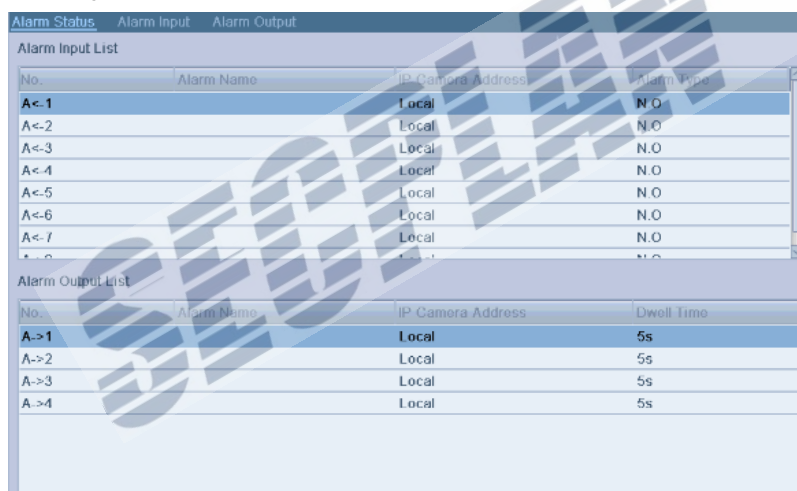 Alarm Status Alarm Input Alarm Output
Alarm Input List
No. Alarm Name IP Camera Address Alarm Type
A<-1 Local N.O
A<-2 Local N.O
A<-3 Local N.O
A<-4 Local N.O
A<-5 Local N.O
A<-6 Local N.O
A<-7 Local N.O
Alarm Output List
No. Alarm Name IP Camera Address Dwell Time
A->1 Local 5s
A->2 Local 5s
A->3 Local 5s
A->4 Local 5s
SECPLAN